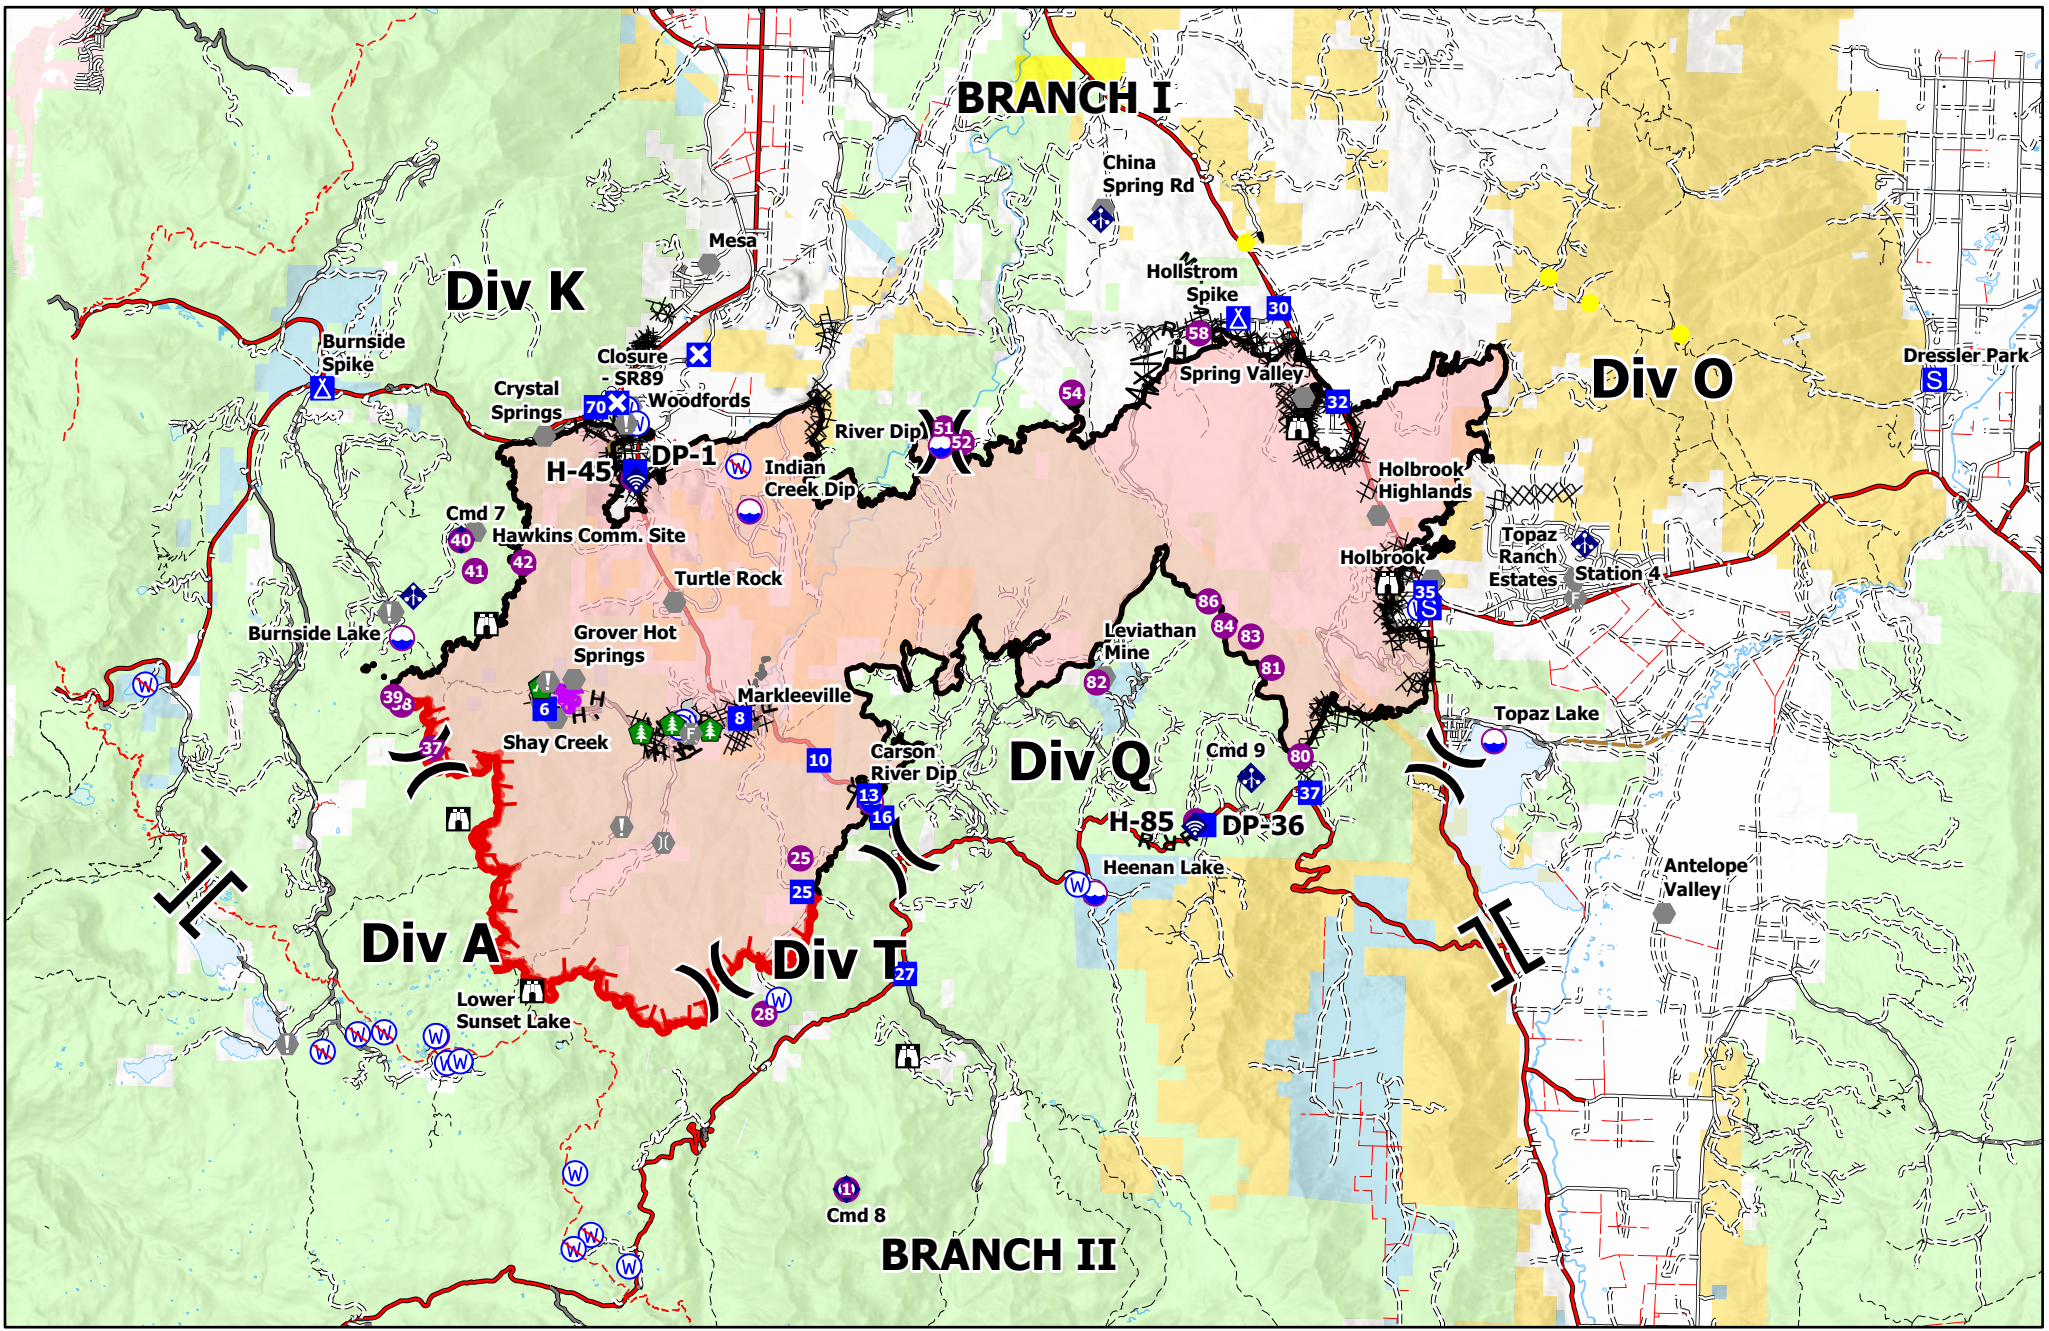 BRANCH I
China
Spring Rd
Mesa
Div K
Hollstrom
Spike
30
58
Burnside
Spike
Closure
- SR89
Woodfords
Crystal
Springs
70
Spring Valley
32
Div O
Dressler Park
S
54
51
52
River Dip
H-45
DP-1
W
Indian
Creek Dip
Holbrook
Highlands
Cmd 7
40
Hawkins Comm. Site
41
42
Topaz
Ranch
Estates
Station 4
F
Holbrook
35
S
Turtle Rock
86
84
83
81
Burnside Lake
Grover Hot
Springs
Leviathan
Mine
82
W
39
37
6
H
H
Shay Creek
Markleeville
8
F
10
Carson
River Dip
13
16
Div Q
Cmd 9
80
37
H-85
DP-36
Topaz Lake
25
25
Heenan Lake
W
Antelope
Valley
Div A
Div T
27
Lower
Sunset Lake
W
28
W
W
W
W
W
W
W
Cmd 8
W
W
W
BRANCH II